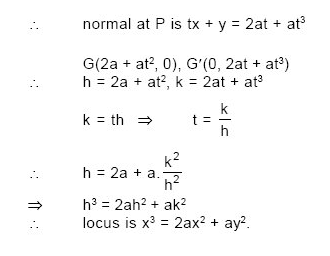 ∴ normal at P is tx + y = 2at + at³
G(2a + at², 0), G′(0, 2at + at³)
∴ h = 2a + at², k = 2at + at³
k = th ⇒ t = k/h
∴ h = 2a + a.k²/h²
⇒ h³ = 2ah² + ak²
∴ locus is x³ = 2ax² + ay².